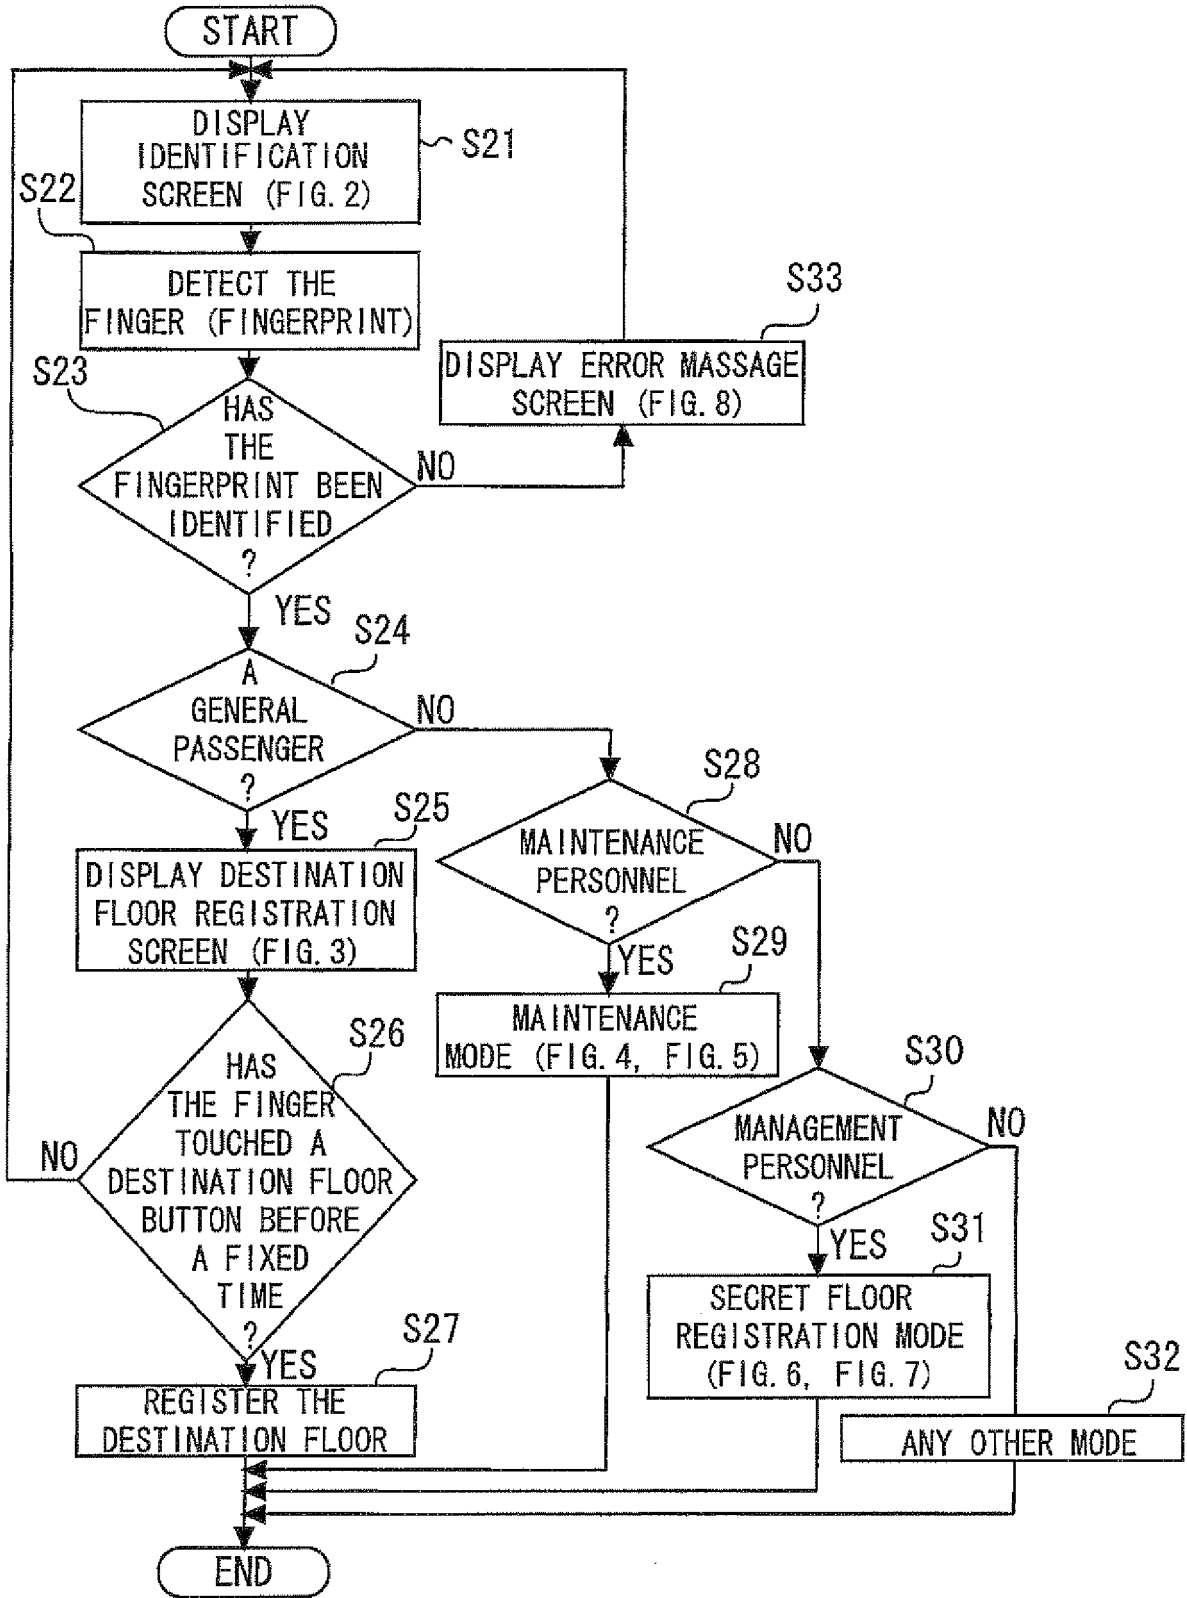 START
DISPLAY
IDENTIFICATION
SCREEN (FIG. 2)
S21
S22
DETECT THE
FINGER (FINGERPRINT)
S33
DISPLAY ERROR MASSAGE
SCREEN (FIG. 8)
S23
HAS
THE
FINGERPRINT BEEN
IDENTIFIED
?
NO
YES
S24
A
GENERAL
PASSENGER
?
NO
YES
S25
DISPLAY DESTINATION
FLOOR REGISTRATION
SCREEN (FIG. 3)
S28
MAINTENANCE
PERSONNEL
?
NO
YES
S29
MAINTENANCE
MODE (FIG. 4, FIG. 5)
S26
HAS
THE FINGER
TOUCHED A
DESTINATION FLOOR
BUTTON BEFORE
A FIXED
TIME
?
NO
YES
S30
MANAGEMENT
PERSONNEL
?
NO
YES
S31
SECRET FLOOR
REGISTRATION MODE
(FIG. 6, FIG. 7)
S27
REGISTER THE
DESTINATION FLOOR
S32
ANY OTHER MODE
END